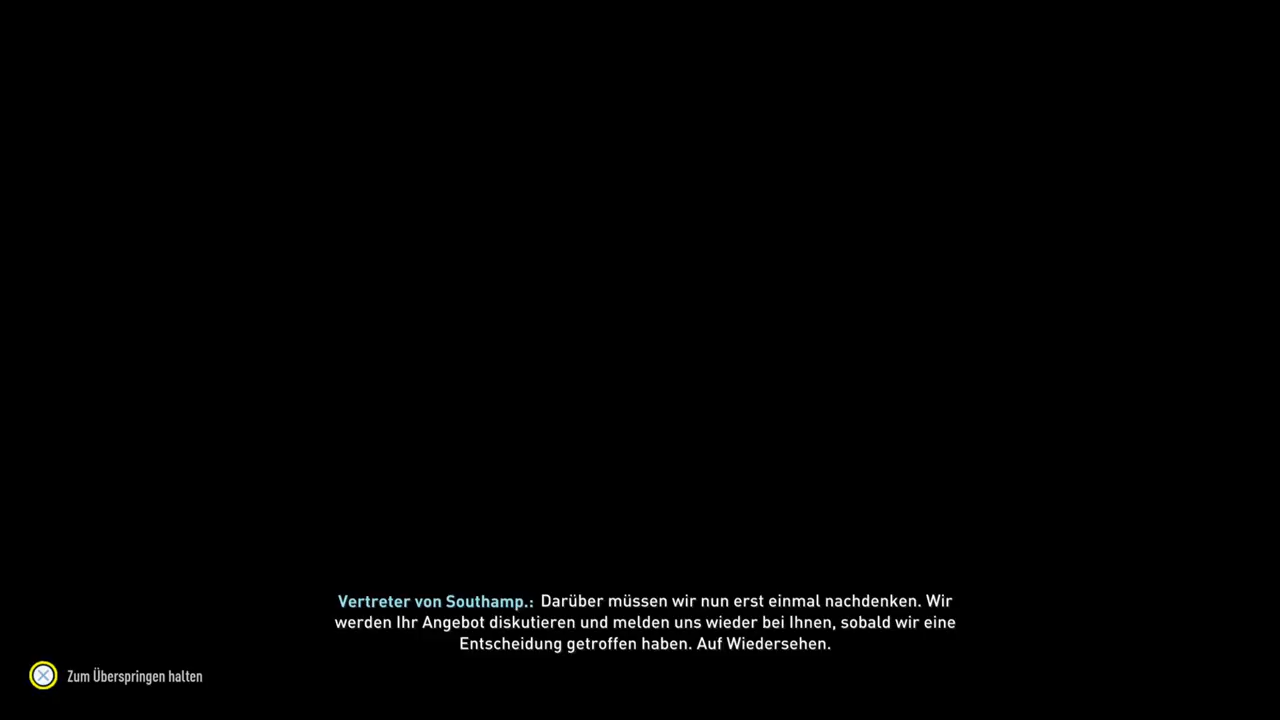 Vertreter von Southamp.: Darüber müssen wir nun erst einmal nachdenken. Wir
werden Ihr Angebot diskutieren und melden uns wieder bei Ihnen, sobald wir eine
Entscheidung getroffen haben. Auf Wiedersehen.
Zum Überspringen halten